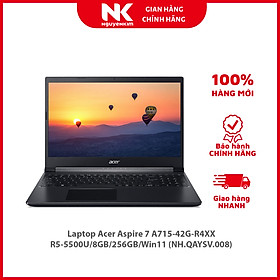 NK
NGUYENKIM
GIAN HÀNG
CHÍNH HÃNG
acer
100%
HÀNG MỚI
Bảo hành
CHÍNH HÃNG
Giao hàng
NHANH
Laptop Acer Aspire 7 A715-42G-R4XX
R5-5500U/8GB/256GB/Win11 (NH.QAYSV.008)